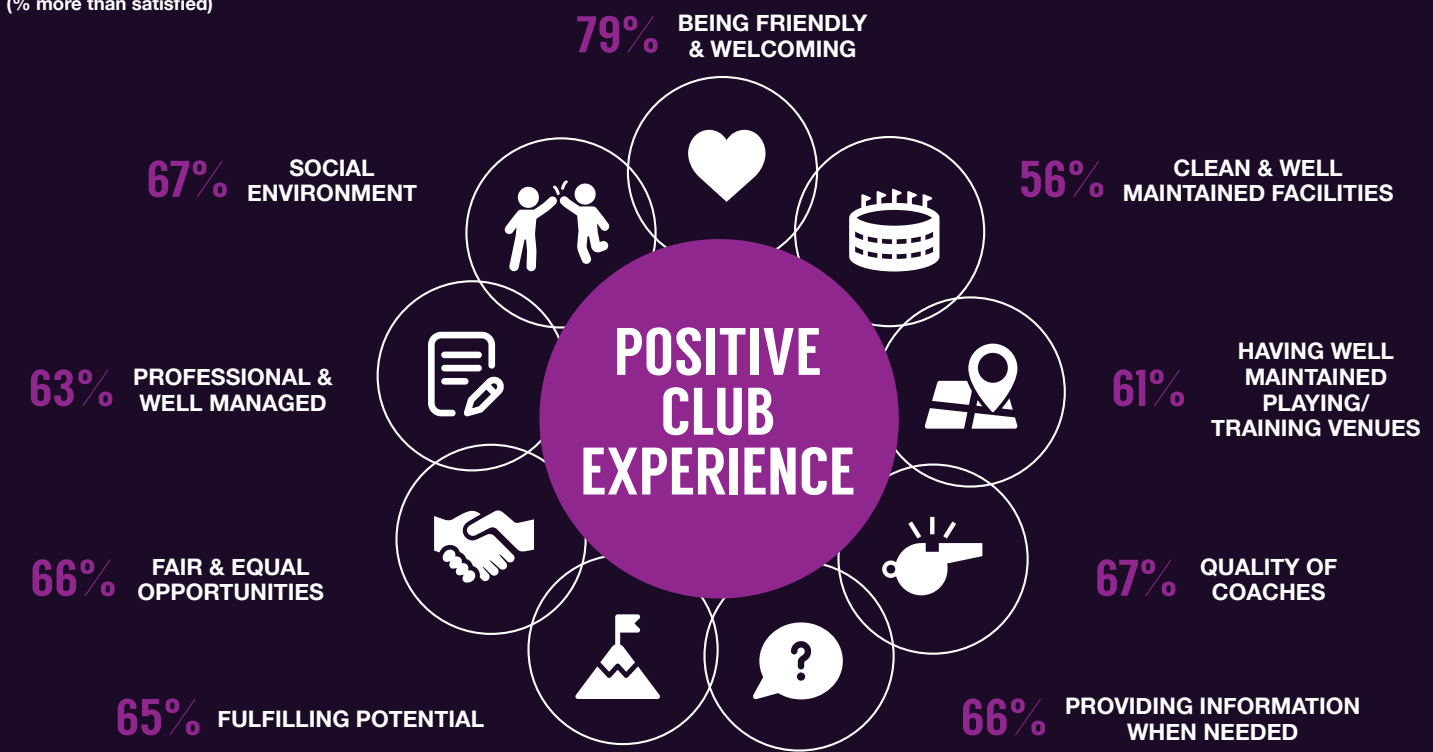 (% more than satisfied)
79%
BEING FRIENDLY
& WELCOMING
67%
SOCIAL
ENVIRONMENT
56%
CLEAN & WELL
MAINTAINED FACILITIES
63%
PROFESSIONAL &
WELL MANAGED
POSITIVE
CLUB
EXPERIENCE
61%
HAVING WELL
MAINTAINED
PLAYING/
TRAINING VENUES
66%
FAIR & EQUAL
OPPORTUNITIES
67%
QUALITY OF
COACHES
?
65%
FULFILLING POTENTIAL
66%
PROVIDING INFORMATION
WHEN NEEDED